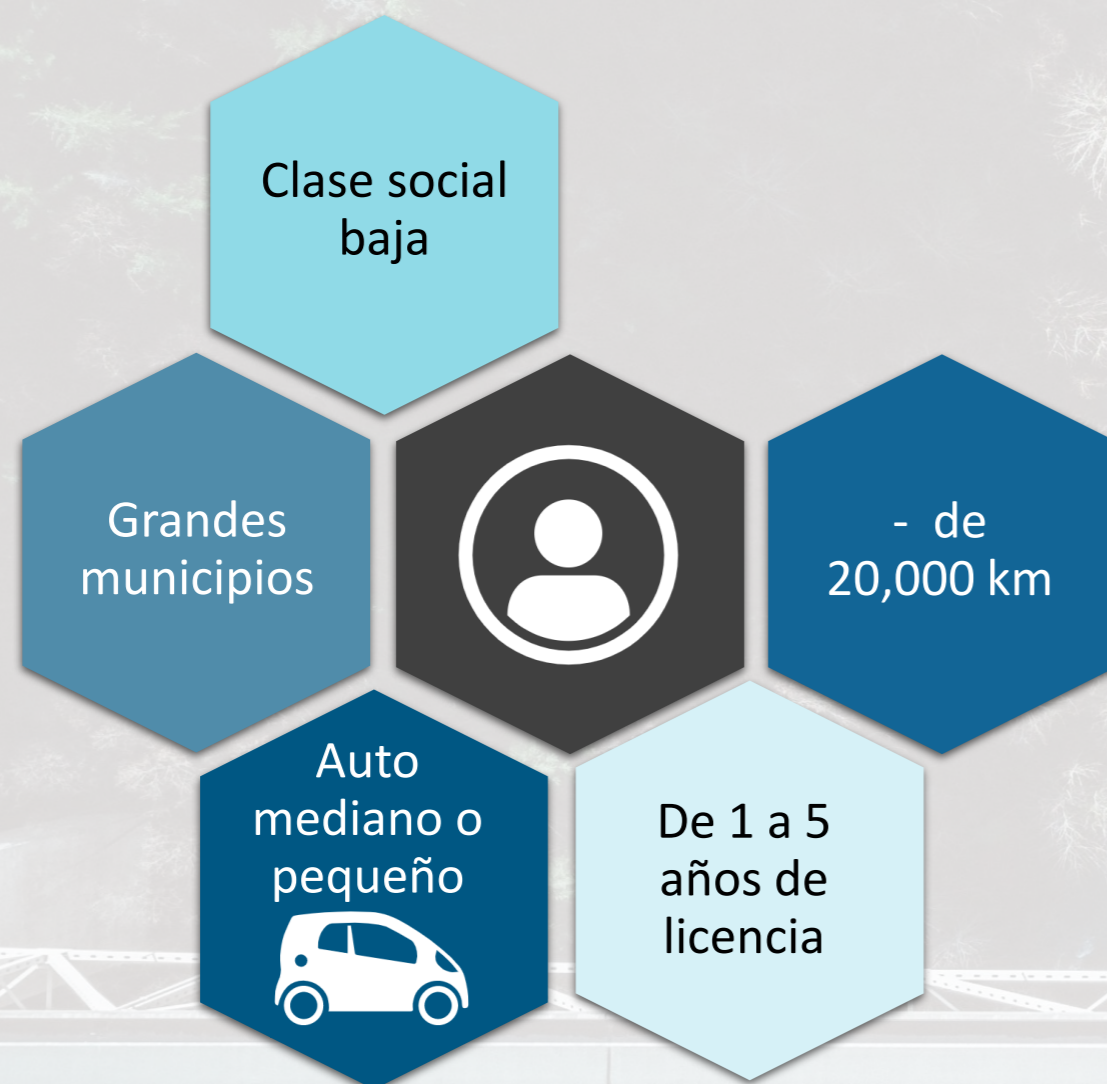 Clase social
baja
Grandes
municipios
- de
20,000 km
Auto
mediano o
pequeño
De 1 a 5
años de
licencia